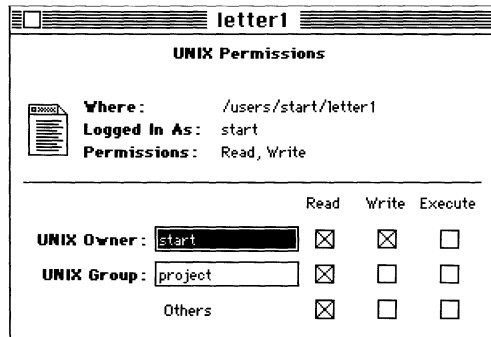 letter1
UNIX Permissions
Where: /users/start/letter1
Logged In As: start
Permissions: Read, Write
Read Write Execute
UNIX Owner: start
UNIX Group: project
Others